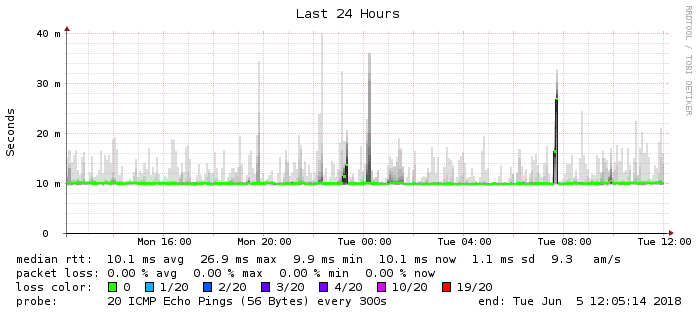 Last 24 Hours
RRDTOOL / TOBI OETIKER
Seconds
40 m
30 m
20 m
10 m
0
Mon 16:00 Mon 20:00 Tue 00:00 Tue 04:00 Tue 08:00 Tue 12:00
median rtt: 10.1 ms avg 26.9 ms max 9.9 ms min 10.1 ms now 1.1 ms sd 9.3 am/s
packet loss: 0.00 % avg 0.00 % max 0.00 % min 0.00 % now
loss color: 0 1/20 2/20 3/20 4/20 10/20 19/20
probe: 20 ICMP Echo Pings (56 Bytes) every 300s end: Tue Jun 5 12:05:14 2018